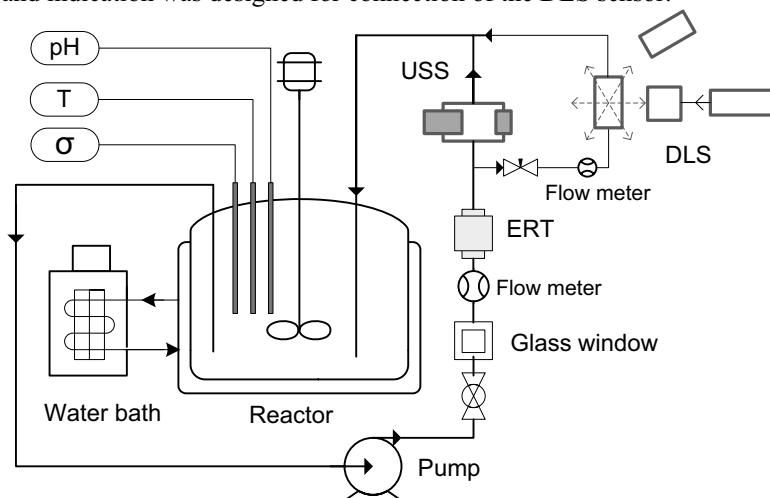 and indication was designed for connection of the DLS sensor.
pH
T
σ
USS
DLS
Flow meter
ERT
Flow meter
Glass window
Water bath
Reactor
Pump